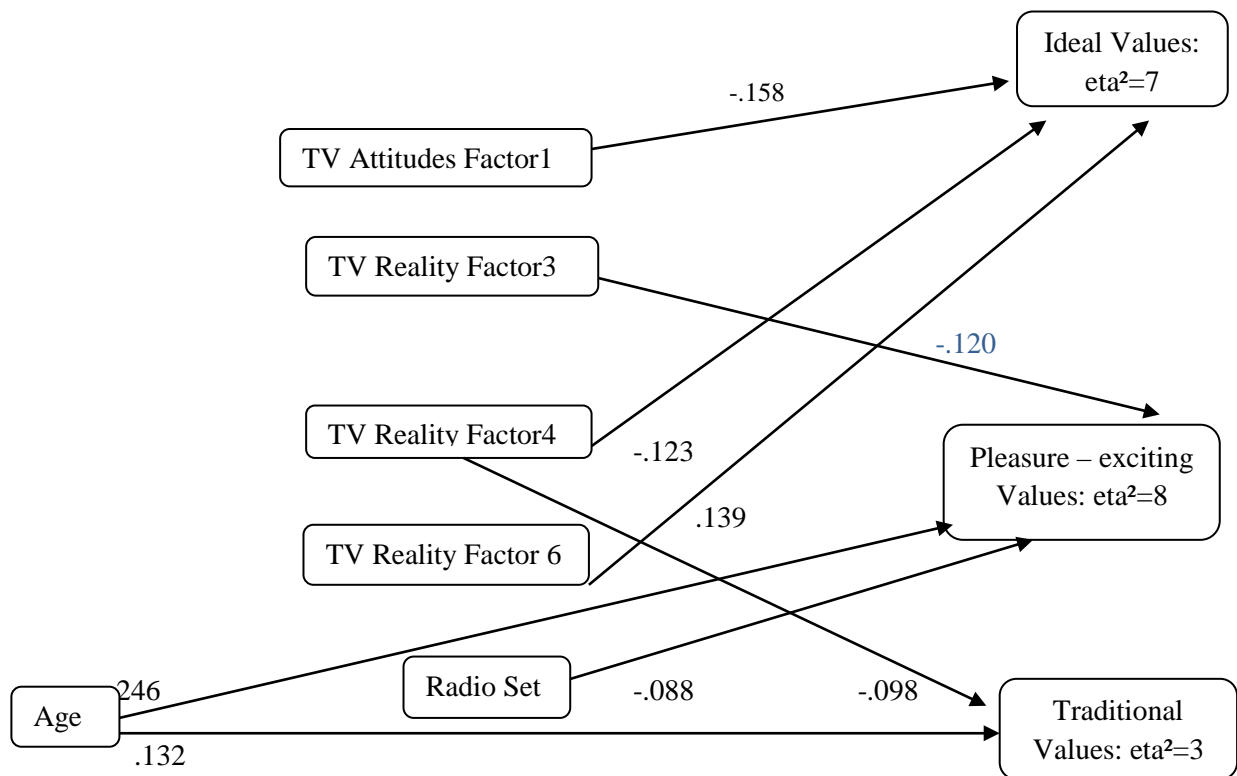 Ideal Values:
eta²=7
-.158
TV Attitudes Factor1
TV Reality Factor3
-.120
TV Reality Factor4
-.123
Pleasure – exciting
Values: eta²=8
.139
TV Reality Factor 6
246
Radio Set
-.088
-.098
Age
Traditional
Values: eta²=3
.132